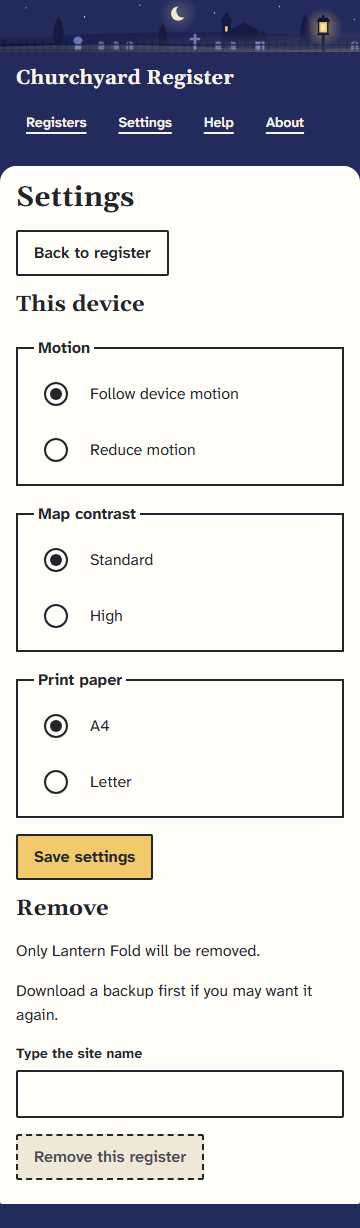 Churchyard Register
Registers Settings Help About
Settings
Back to register
This device
Motion
Follow device motion
Reduce motion
Map contrast
Standard
High
Print paper
A4
Letter
Save settings
Remove
Only Lantern Fold will be removed.
Download a backup first if you may want it
again.
Type the site name
Remove this register